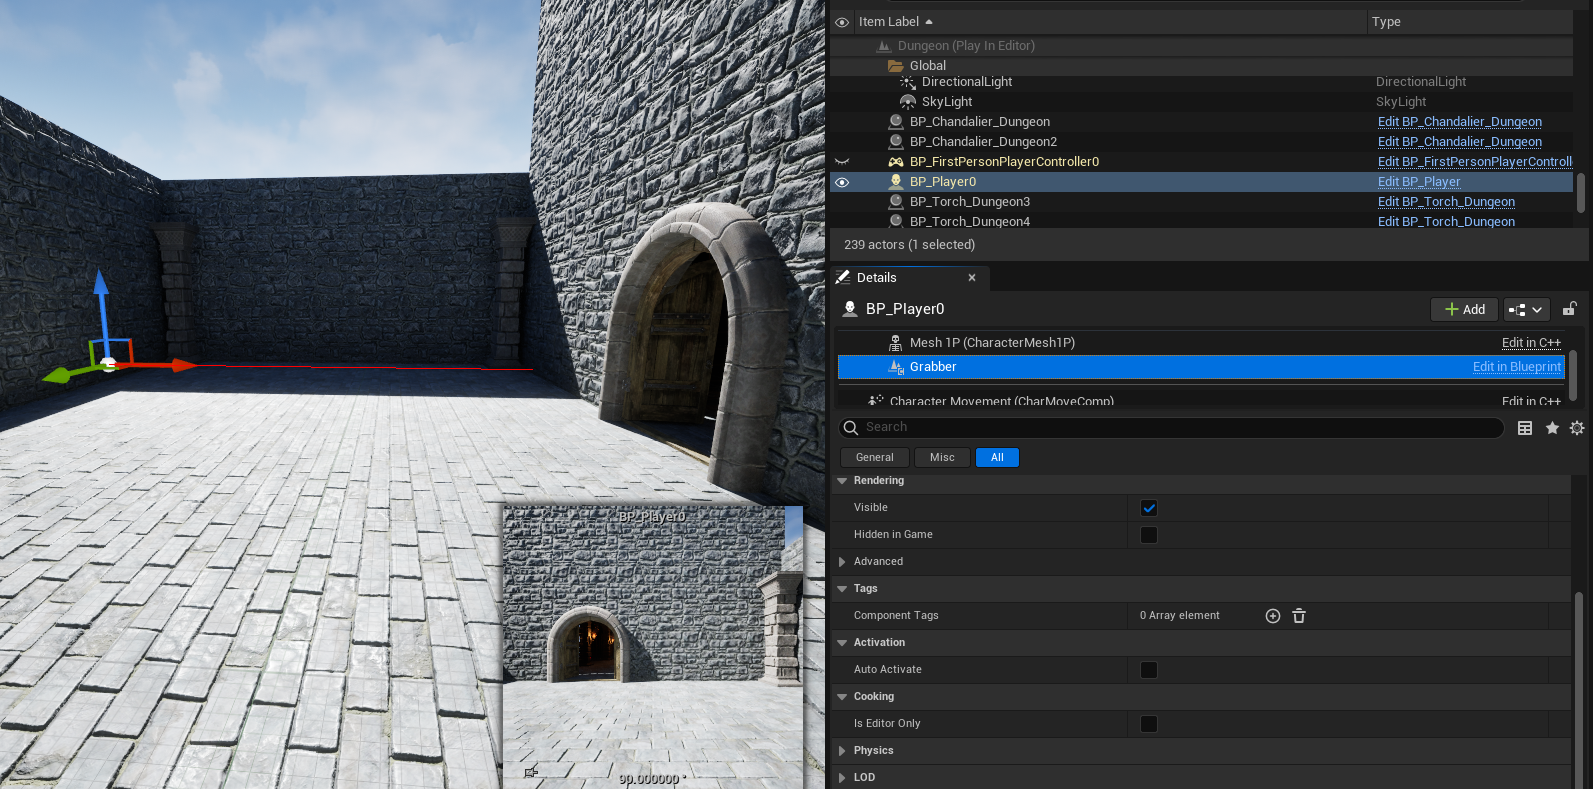 Item Label
Type
Dungeon (Play In Editor)
Global
DirectionalLight
DirectionalLight
SkyLight
SkyLight
BP_Chandalier_Dungeon
Edit BP_Chandalier_Dungeon
BP_Chandalier_Dungeon2
Edit BP_Chandalier_Dungeon
BP_FirstPersonPlayerController0
Edit BP_FirstPersonPlayerControll
BP_Player0
Edit BP_Player
BP_Torch_Dungeon3
Edit BP_Torch_Dungeon
BP_Torch_Dungeon4
Edit BP_Torch_Dungeon
239 actors (1 selected)
Details
BP_Player0
Add
Mesh 1P (CharacterMesh1P)
Edit in C++
Grabber
Edit in Blueprint
Character Movement (CharMoveComp)
Edit in C++
Search
General
Misc
All
Rendering
Visible
Hidden in Game
Advanced
Tags
Component Tags
0 Array element
Activation
Auto Activate
Cooking
Is Editor Only
Physics
LOD
BP_Player0
90.000000 °